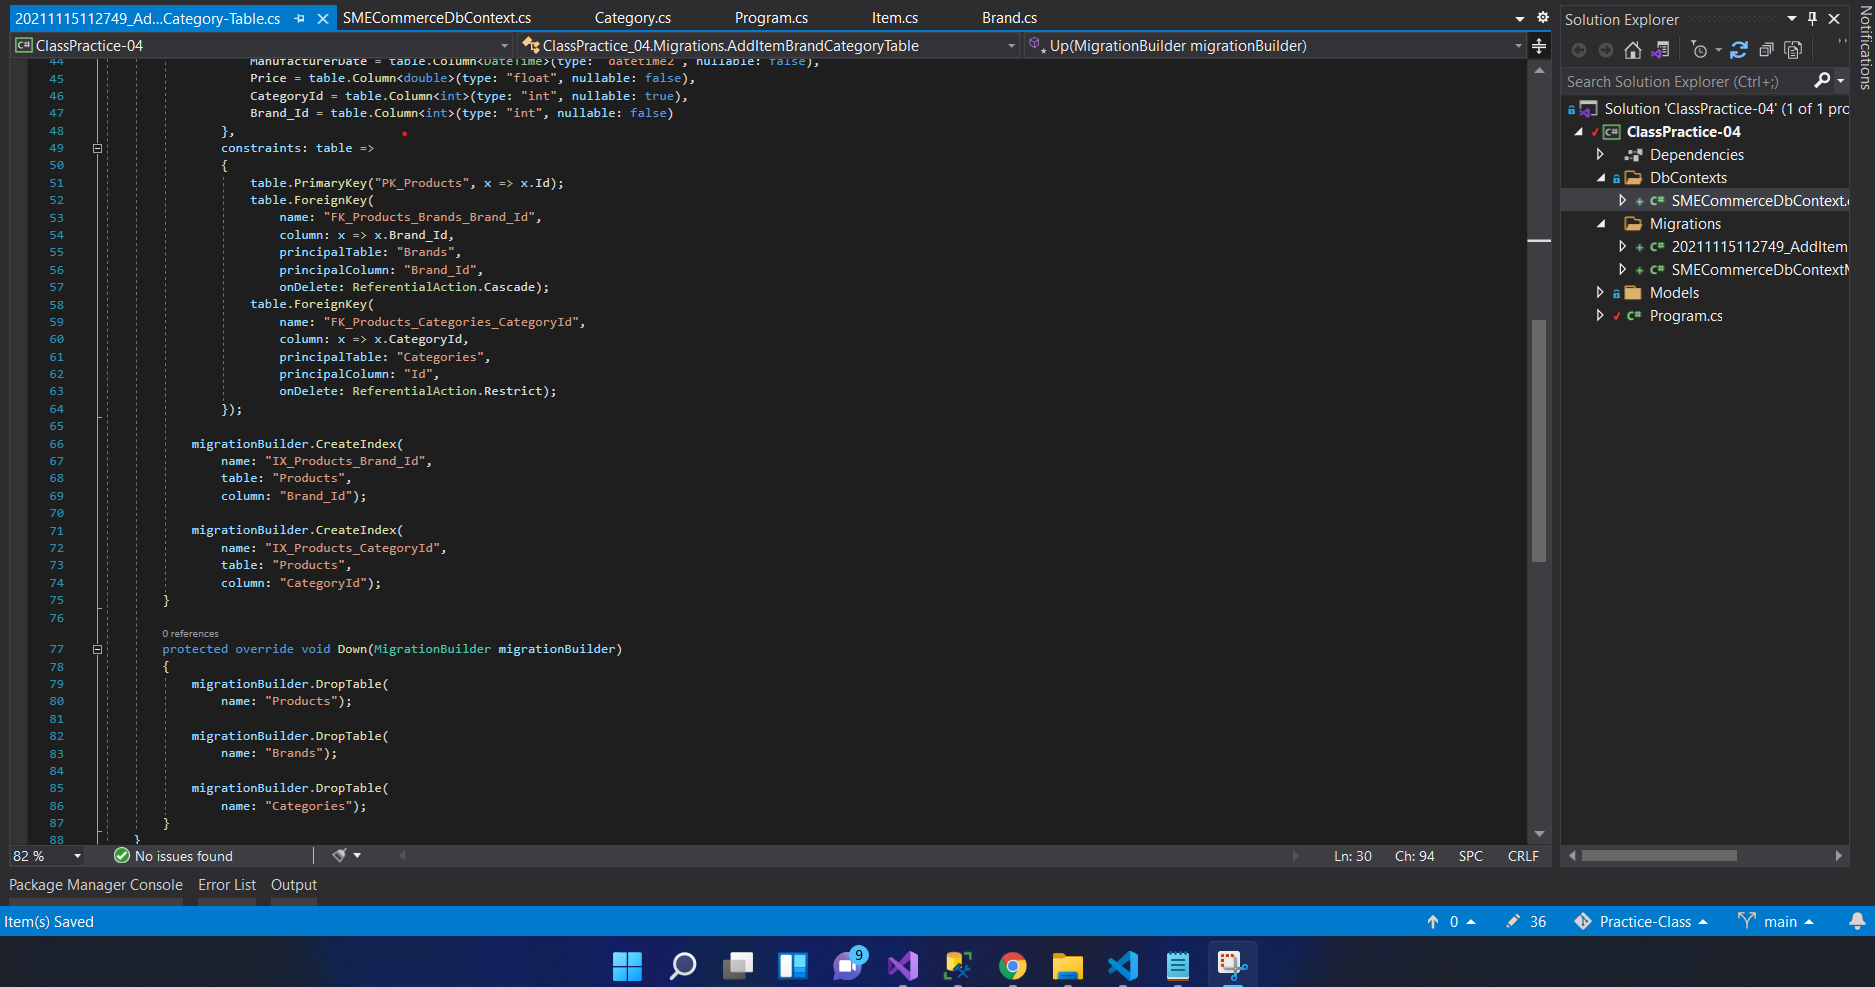 20211115112749_Ad...Category-Table.cs
SMECommerceDbContext.cs
Category.cs
Program.cs
Item.cs
Brand.cs
ClassPractice-04
ClassPractice_04.Migrations.AddItemBrandCategoryTable
Up(MigrationBuilder migrationBuilder)
44 ManufacturerDate = table.Column<DateTime>(type: "datetime2", nullable: false),
45 Price = table.Column<double>(type: "float", nullable: false),
46 CategoryId = table.Column<int>(type: "int", nullable: true),
47 Brand_Id = table.Column<int>(type: "int", nullable: false)
48 },
49 constraints: table =>
50 {
51 table.PrimaryKey("PK_Products", x => x.Id);
52 table.ForeignKey(
53 name: "FK_Products_Brands_Brand_Id",
54 column: x => x.Brand_Id,
55 principalTable: "Brands",
56 principalColumn: "Brand_Id",
57 onDelete: ReferentialAction.Cascade);
58 table.ForeignKey(
59 name: "FK_Products_Categories_CategoryId",
60 column: x => x.CategoryId,
61 principalTable: "Categories",
62 principalColumn: "Id",
63 onDelete: ReferentialAction.Restrict);
64 });
65
66 migrationBuilder.CreateIndex(
67 name: "IX_Products_Brand_Id",
68 table: "Products",
69 column: "Brand_Id");
70
71 migrationBuilder.CreateIndex(
72 name: "IX_Products_CategoryId",
73 table: "Products",
74 column: "CategoryId");
75 }
76
0 references
77 protected override void Down(MigrationBuilder migrationBuilder)
78 {
79 migrationBuilder.DropTable(
80 name: "Products");
81
82 migrationBuilder.DropTable(
83 name: "Brands");
84
85 migrationBuilder.DropTable(
86 name: "Categories");
87 }
88 }
82 %
No issues found
Ln: 30 Ch: 94 SPC CRLF
Package Manager Console Error List Output
Item(s) Saved
0 36 Practice-Class main
Solution Explorer
Search Solution Explorer (Ctrl+;)
Solution 'ClassPractice-04' (1 of 1 pro
C# ClassPractice-04
Dependencies
DbContexts
C# SMECommerceDbContext.c
Migrations
C# 20211115112749_AddItem
C# SMECommerceDbContextM
Models
C# Program.cs
Notifications
9